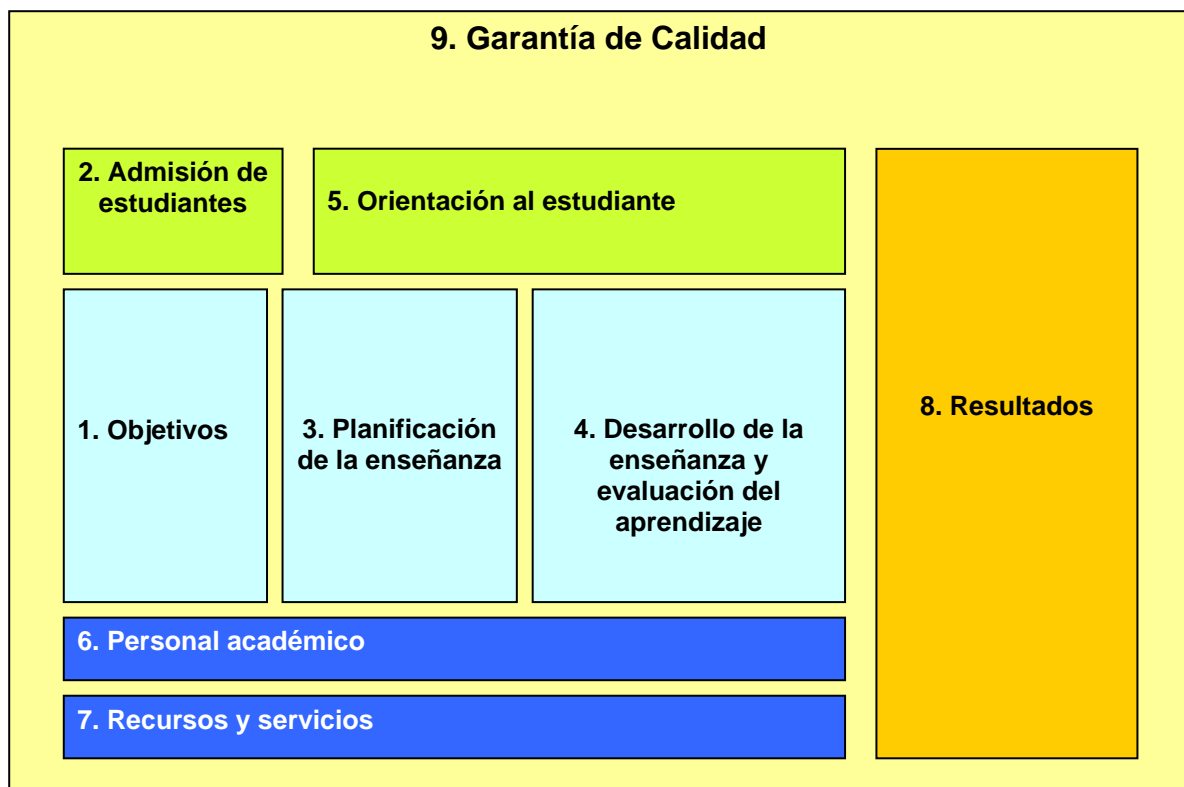 9. Garantía de Calidad
2. Admisión de
estudiantes
5. Orientación al estudiante
1. Objetivos
3. Planificación
de la enseñanza
4. Desarrollo de la
enseñanza y
evaluación del
aprendizaje
8. Resultados
6. Personal académico
7. Recursos y servicios